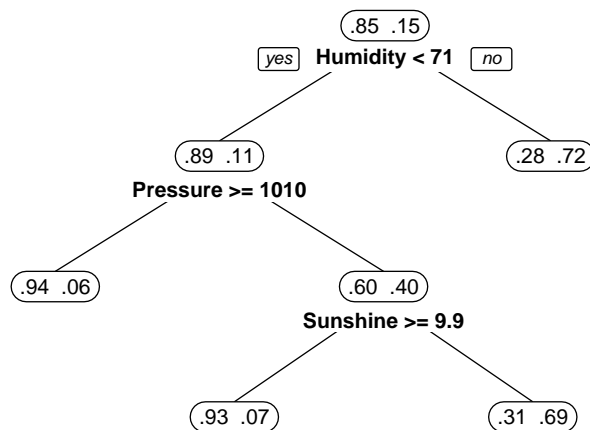 .85 .15
yes Humidity < 71 no
.89 .11 .28 .72
Pressure >= 1010
.94 .06 .60 .40
Sunshine >= 9.9
.93 .07 .31 .69